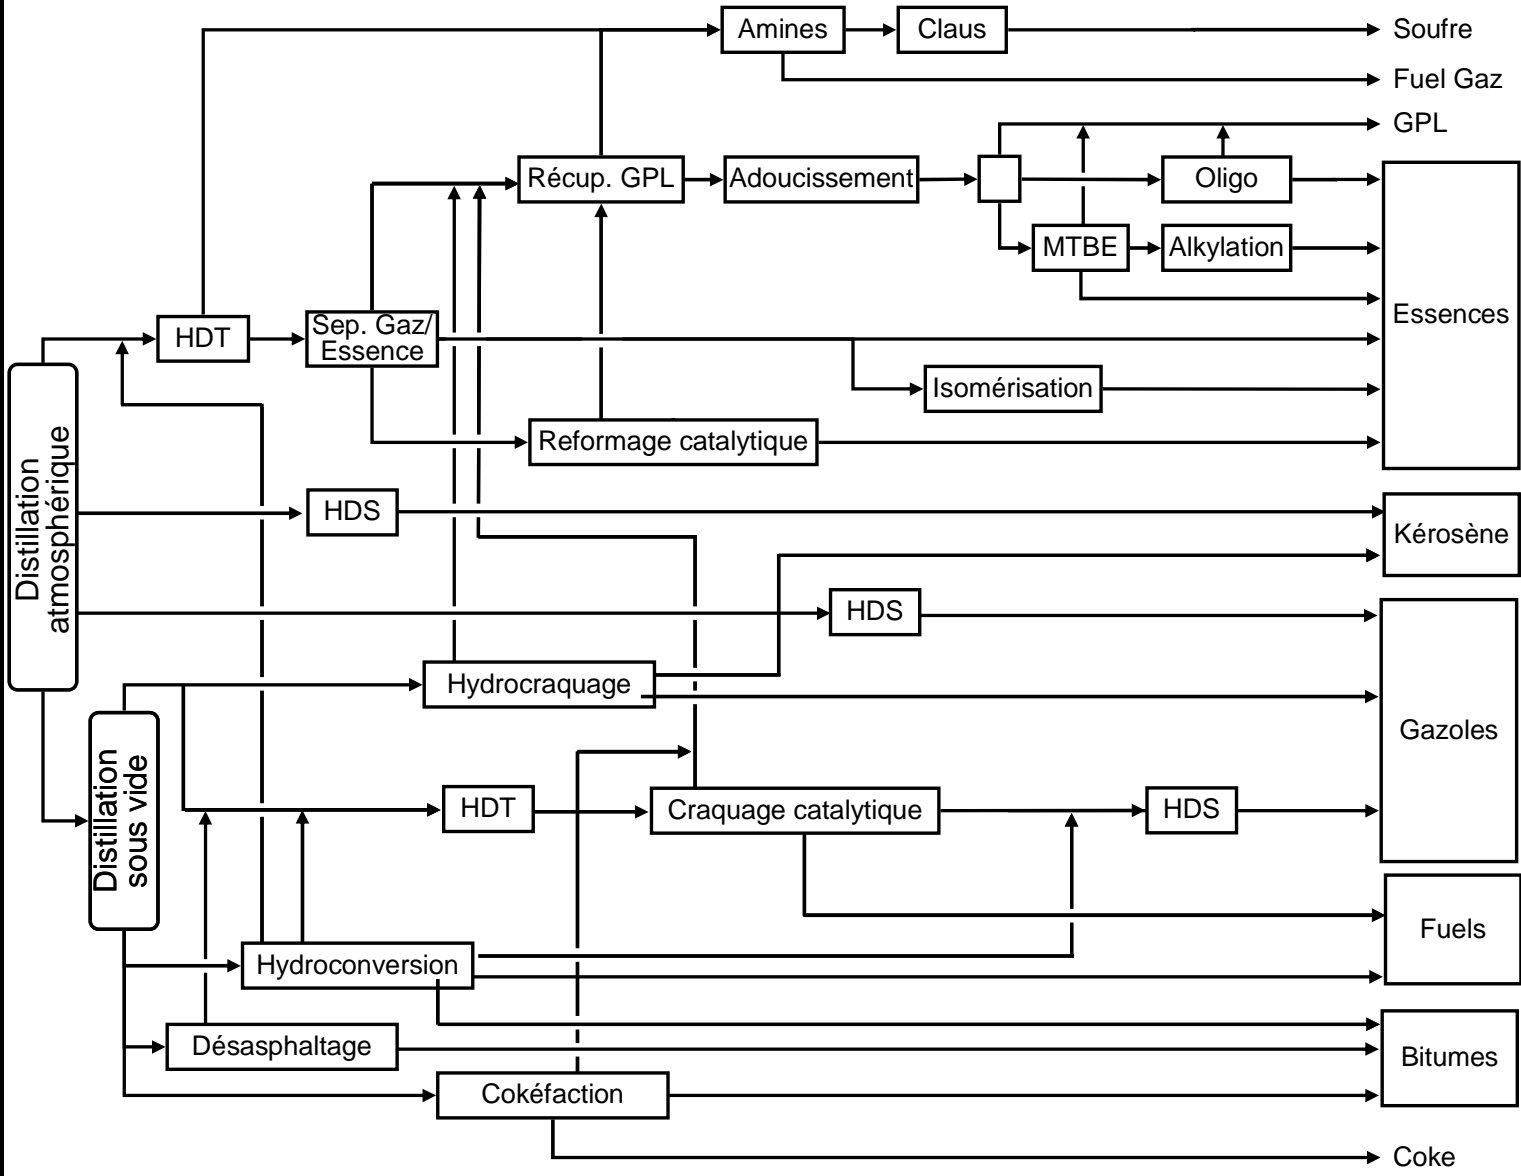 Amines
Claus
Soufre
Fuel Gaz
GPL
Récup. GPL
Adoucissement
Oligo
MTBE
Alkylation
Essences
HDT
Sep. Gaz/
Essence
Isomérisation
Reformage catalytique
Distillation
atmosphérique
HDS
Kérosène
HDS
Hydrocraquage
Gazoles
Distillation
sous vide
HDT
Craquage catalytique
HDS
Fuels
Hydroconversion
Désasphaltage
Bitumes
Cokéfaction
Coke